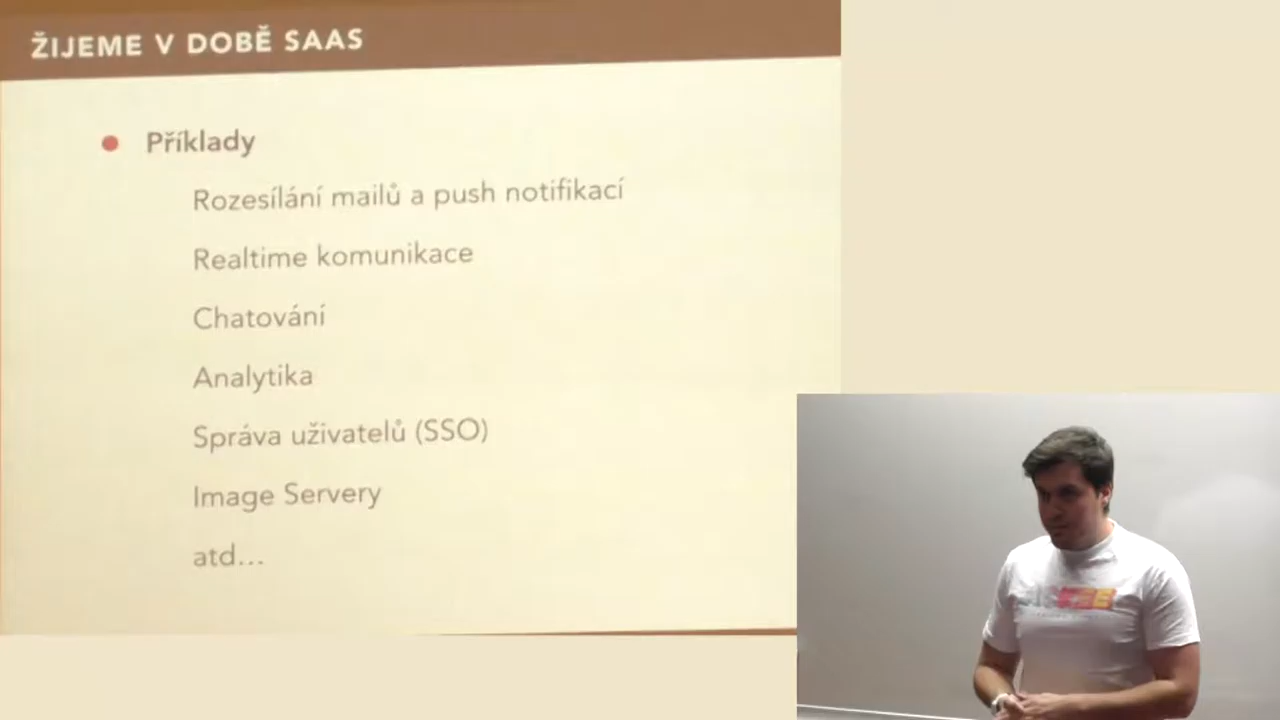 ŽIJEME V DOBĚ SAAS
Příklady
Rozesílání mailů a push notifikací
Realtime komunikace
Chatování
Analytika
Správa uživatelů (SSO)
Image Servery
atd...